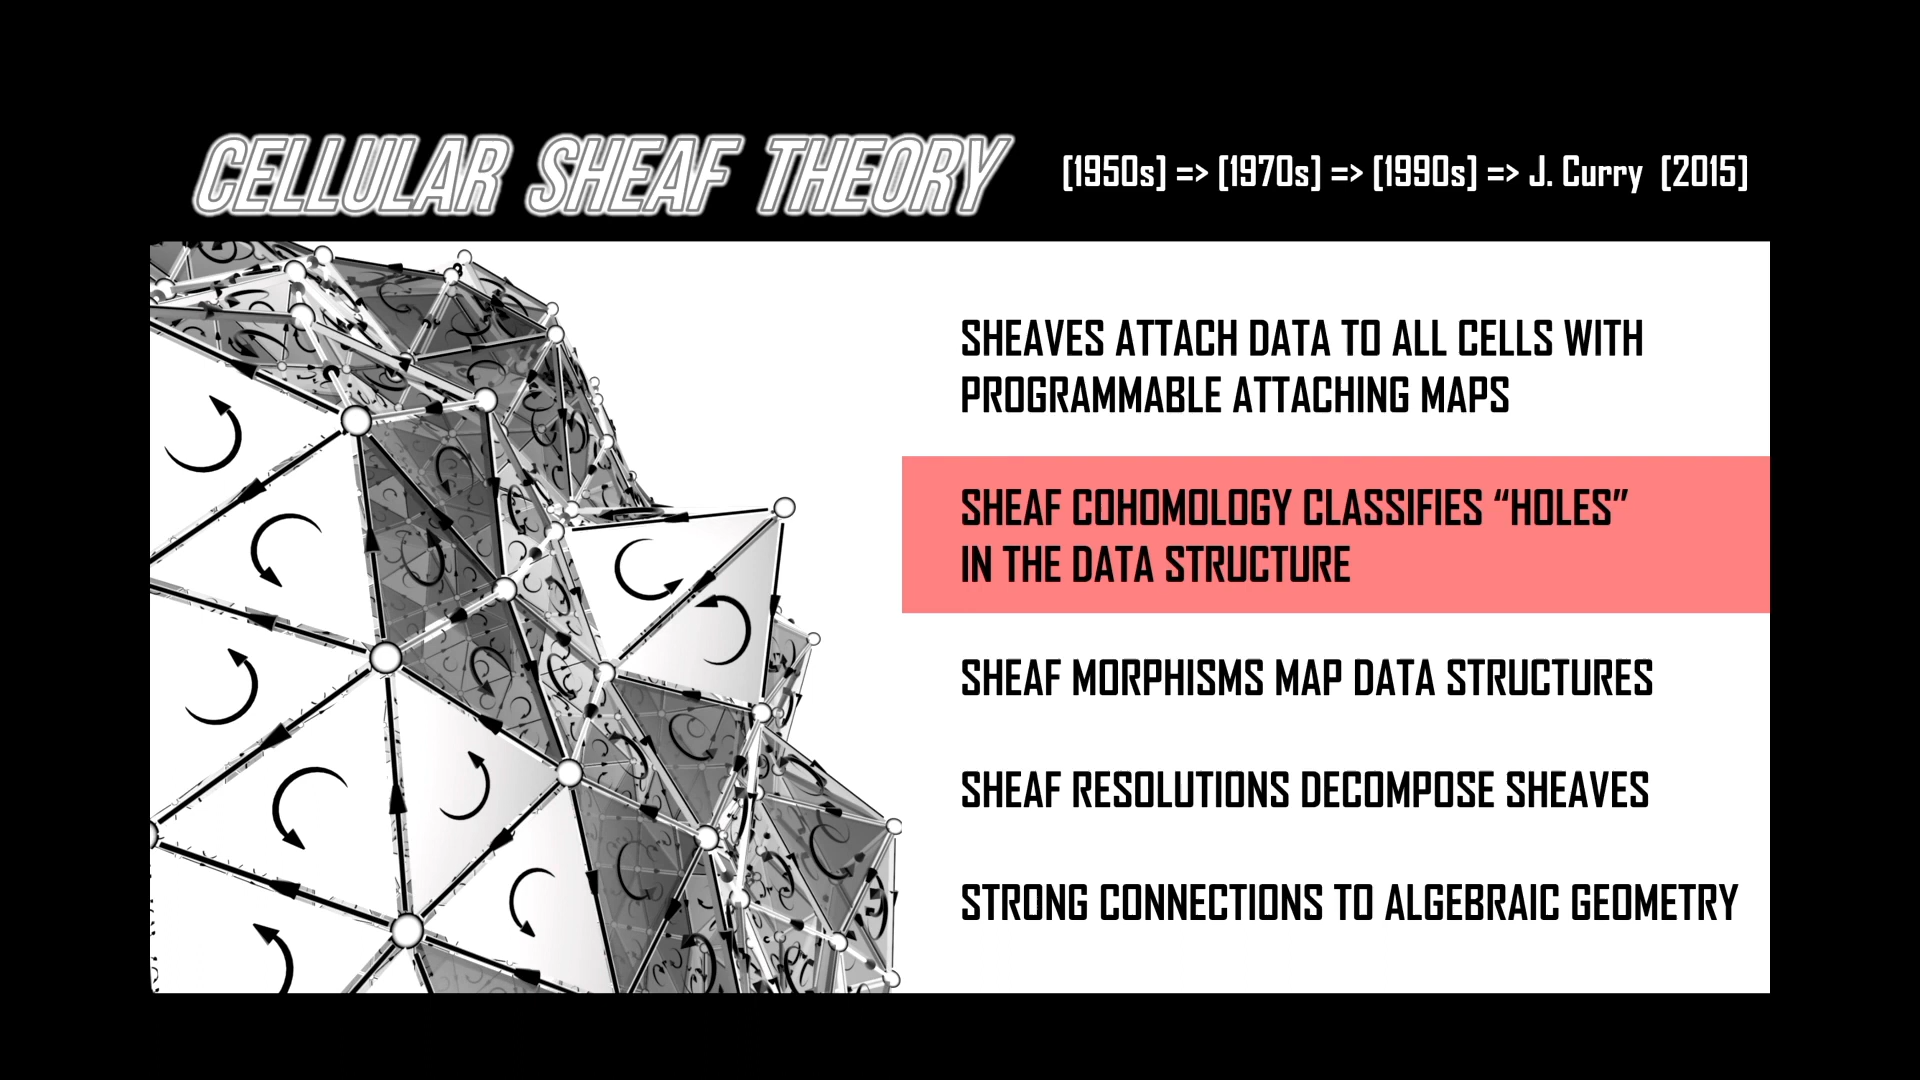 CELLULAR SHEAF THEORY
[1950s] => [1970s] => [1990s] => J. Curry [2015]
SHEAVES ATTACH DATA TO ALL CELLS WITH
PROGRAMMABLE ATTACHING MAPS
SHEAF COHOMOLOGY CLASSIFIES “HOLES”
IN THE DATA STRUCTURE
SHEAF MORPHISMS MAP DATA STRUCTURES
SHEAF RESOLUTIONS DECOMPOSE SHEAVES
STRONG CONNECTIONS TO ALGEBRAIC GEOMETRY